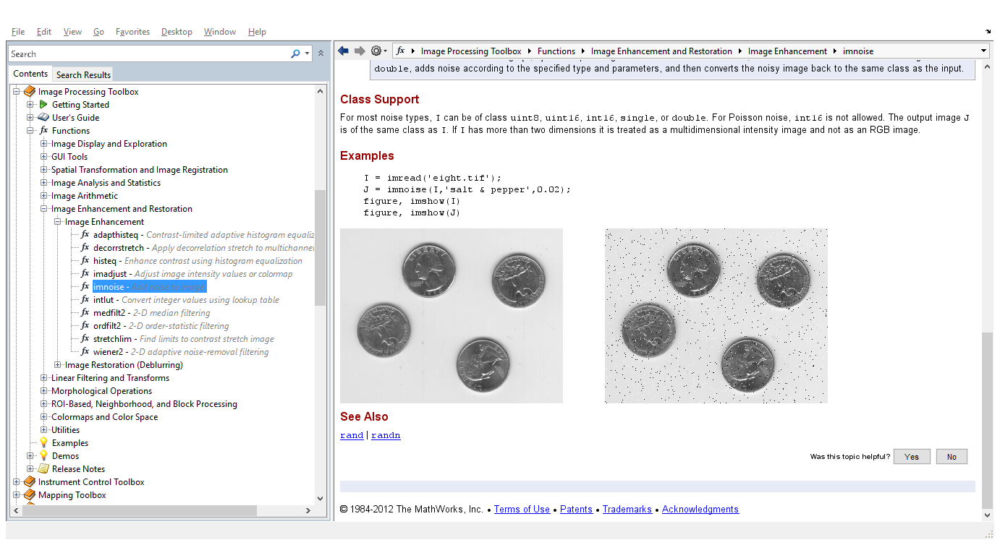 File Edit View Go Favorites Desktop Window Help
Search
Contents Search Results
Image Processing Toolbox
Getting Started
User's Guide
fx Functions
Image Display and Exploration
GUI Tools
Spatial Transformation and Image Registration
Image Analysis and Statistics
Image Arithmetic
Image Enhancement and Restoration
Image Enhancement
fx adapthisteq - Contrast-limited adaptive histogram equaliz
fx decorrstretch - Apply decorrelation stretch to multichannel
fx histeq - Enhance contrast using histogram equalization
fx imadjust - Adjust image intensity values or colormap
fx imnoise - Add noise to image
fx intlut - Convert integer values using lookup table
fx medfilt2 - 2-D median filtering
fx ordfilt2 - 2-D order-statistic filtering
fx stretchlim - Find limits to contrast stretch image
fx wiener2 - 2-D adaptive noise-removal filtering
Image Restoration (Deblurring)
Linear Filtering and Transforms
Morphological Operations
ROI-Based, Neighborhood, and Block Processing
Colormaps and Color Space
Utilities
Examples
Demos
Release Notes
Instrument Control Toolbox
Mapping Toolbox
fx Image Processing Toolbox Functions Image Enhancement and Restoration Image Enhancement imnoise
double, adds noise according to the specified type and parameters, and then converts the noisy image back to the same class as the input.
Class Support
For most noise types, I can be of class uint8, uint16, int16, single, or double. For Poisson noise, int16 is not allowed. The output image J
is of the same class as I. If I has more than two dimensions it is treated as a multidimensional intensity image and not as an RGB image.
Examples
I = imread('eight.tif');
J = imnoise(I,'salt & pepper',0.02);
figure, imshow(I)
figure, imshow(J)
See Also
rand | randn
Was this topic helpful? Yes No
© 1984-2012 The MathWorks, Inc. • Terms of Use • Patents • Trademarks • Acknowledgments